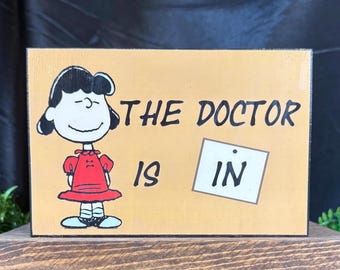 THE DOCTOR
IS IN